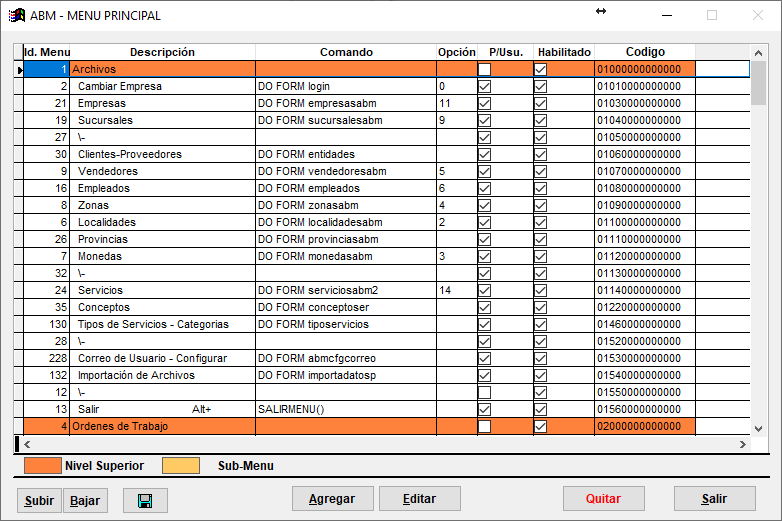 ABM - MENU PRINCIPAL
Id. Menu Descripción Comando Opción P/Usu. Habilitado Codigo
1 Archivos 01000000000000
2 Cambiar Empresa DO FORM login 0 01010000000000
21 Empresas DO FORM empresasabm 11 01030000000000
19 Sucursales DO FORM sucursalesabm 9 01040000000000
27 \- 01050000000000
30 Clientes-Proveedores DO FORM entidades 01060000000000
9 Vendedores DO FORM vendedoresabm 5 01070000000000
16 Empleados DO FORM empleados 6 01080000000000
8 Zonas DO FORM zonasabm 4 01090000000000
6 Localidades DO FORM localidadesabm 2 01100000000000
26 Provincias DO FORM provinciasabm 01110000000000
7 Monedas DO FORM monedasabm 3 01120000000000
32 \- 01130000000000
24 Servicios DO FORM serviciosabm2 14 01140000000000
35 Conceptos DO FORM conceptoser 01220000000000
130 Tipos de Servicios - Categorias DO FORM tiposervicios 01460000000000
28 \- 01520000000000
228 Correo de Usuario - Configurar DO FORM abmcfgcorreo 01530000000000
132 Importación de Archivos DO FORM importadatosp 01540000000000
12 \- 01550000000000
13 Salir Alt+ SALIRMENU() 01560000000000
4 Ordenes de Trabajo 02000000000000
Nivel Superior Sub-Menu
Subir Bajar Agregar Editar Quitar Salir